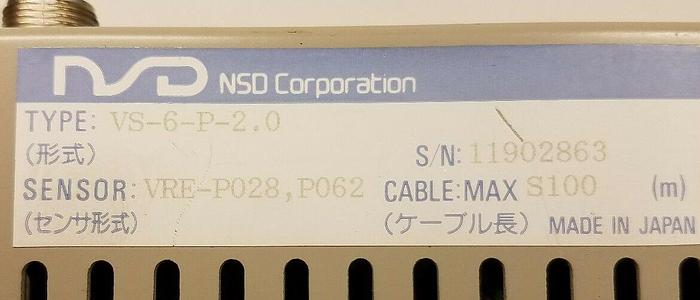 NSD NSD Corporation
TYPE: VS-6-P-2.0
(形式)
S/N: 11902863
SENSOR: VRE-P028,P062 CABLE:MAX S100 (m)
(センサ形式) (ケーブル長) MADE IN JAPAN